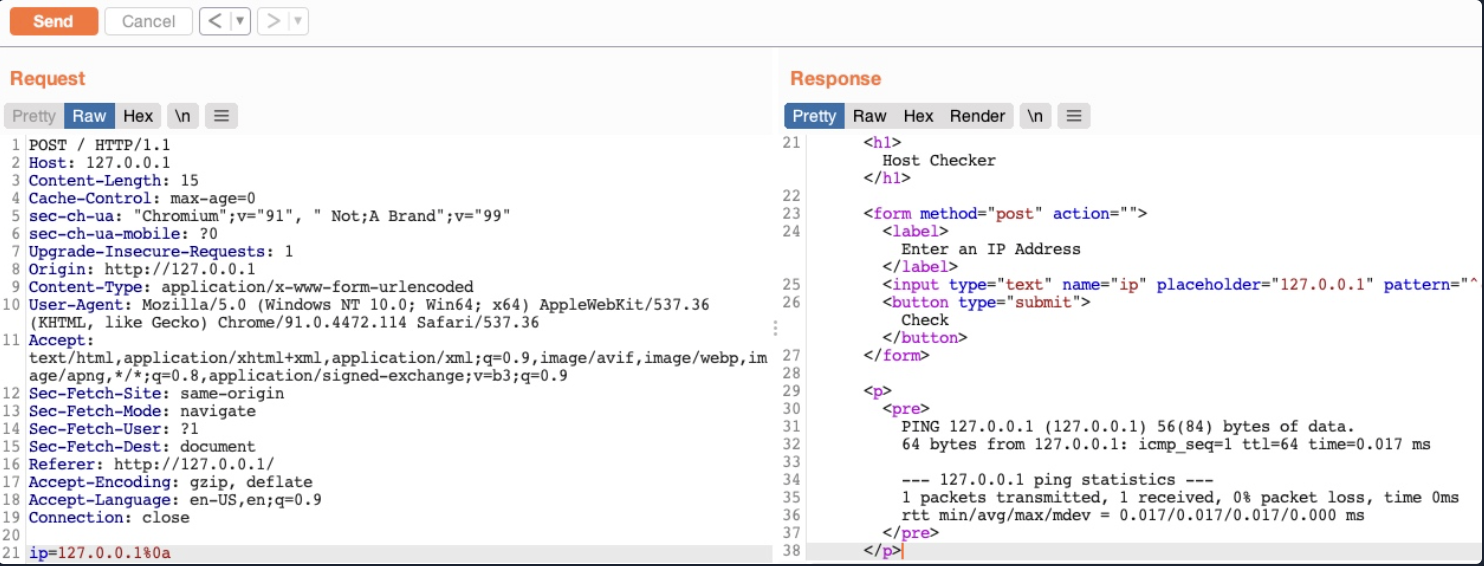 Send Cancel < >
Request
Pretty Raw Hex \n
1 POST / HTTP/1.1
2 Host: 127.0.0.1
3 Content-Length: 15
4 Cache-Control: max-age=0
5 sec-ch-ua: "Chromium";v="91", " Not;A Brand";v="99"
6 sec-ch-ua-mobile: ?0
7 Upgrade-Insecure-Requests: 1
8 Origin: http://127.0.0.1
9 Content-Type: application/x-www-form-urlencoded
10 User-Agent: Mozilla/5.0 (Windows NT 10.0; Win64; x64) AppleWebKit/537.36
(KHTML, like Gecko) Chrome/91.0.4472.114 Safari/537.36
11 Accept:
text/html,application/xhtml+xml,application/xml;q=0.9,image/avif,image/webp,im
age/apng,*/*;q=0.8,application/signed-exchange;v=b3;q=0.9
12 Sec-Fetch-Site: same-origin
13 Sec-Fetch-Mode: navigate
14 Sec-Fetch-User: ?1
15 Sec-Fetch-Dest: document
16 Referer: http://127.0.0.1/
17 Accept-Encoding: gzip, deflate
18 Accept-Language: en-US,en;q=0.9
19 Connection: close
20
21 ip=127.0.0.1%0a
Response
Pretty Raw Hex Render \n
21 <h1>
Host Checker
</h1>
22
23 <form method="post" action="">
24 <label>
Enter an IP Address
</label>
25 <input type="text" name="ip" placeholder="127.0.0.1" pattern="^
26 <button type="submit">
Check
</button>
27 </form>
28
29 <p>
30 <pre>
31 PING 127.0.0.1 (127.0.0.1) 56(84) bytes of data.
32 64 bytes from 127.0.0.1: icmp_seq=1 ttl=64 time=0.017 ms
33
34 --- 127.0.0.1 ping statistics ---
35 1 packets transmitted, 1 received, 0% packet loss, time 0ms
36 rtt min/avg/max/mdev = 0.017/0.017/0.017/0.000 ms
37 </pre>
38 </p>